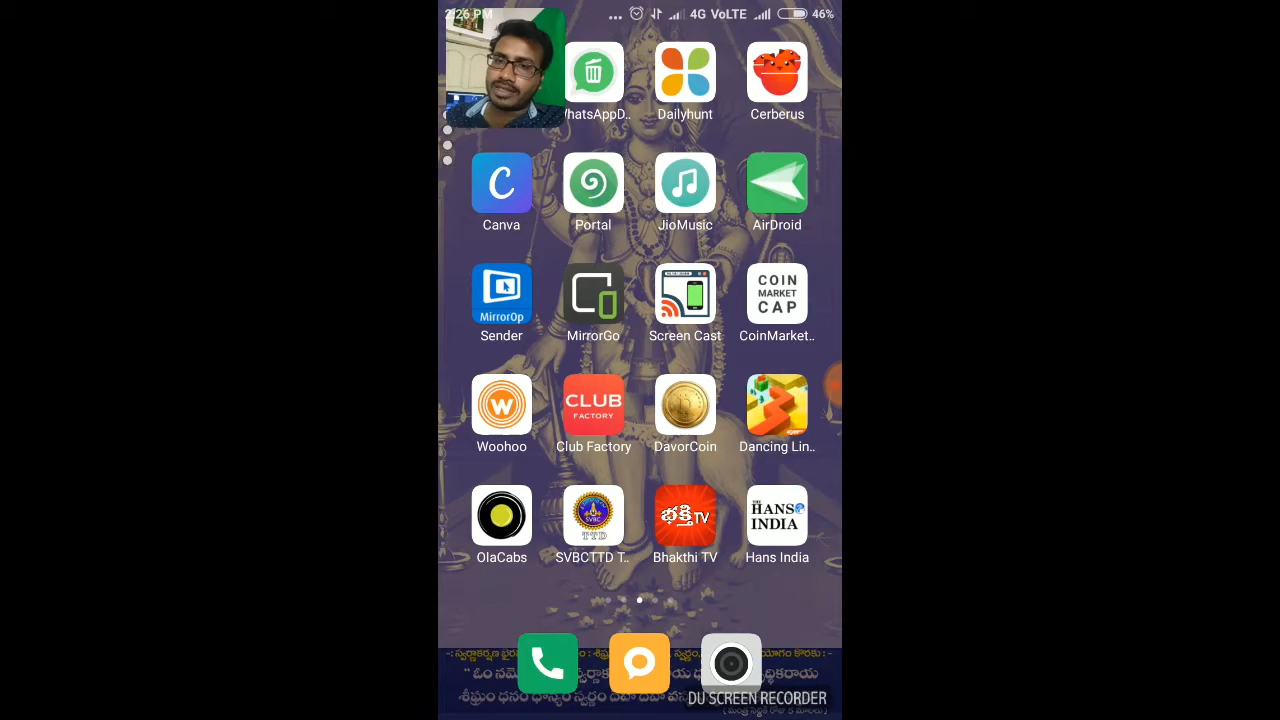 2:26 PM
4G VoLTE 46%
WhatsAppD..
Dailyhunt
Cerberus
Canva
Portal
JioMusic
AirDroid
MirrorOp
COIN
MARKET
CAP
Sender
MirrorGo
Screen Cast
CoinMarket..
W
CLUB
FACTORY
Woohoo
Club Factory
DavorCoin
Dancing Lin..
SVBC
TTD
భక్తి TV
THE
HANS
INDIA
OlaCabs
SVBCTTD T..
Bhakthi TV
Hans India
DU SCREEN RECORDER